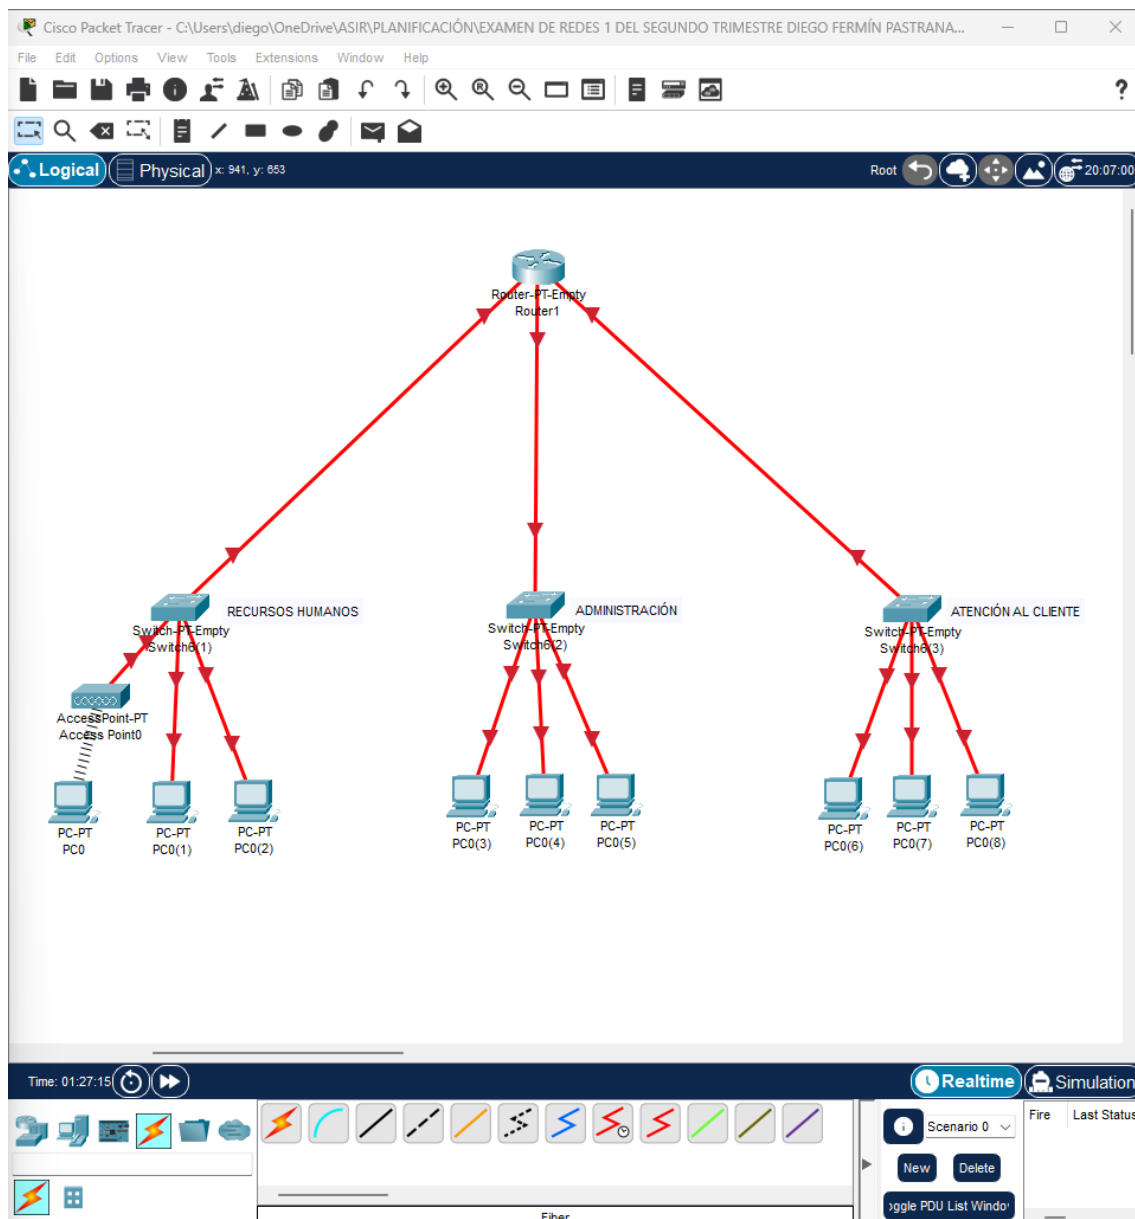 Cisco Packet Tracer - C:\Users\diego\OneDrive\ASIR\PLANIFICACIÓN\EXAMEN DE REDES 1 DEL SEGUNDO TRIMESTRE DIEGO FERMÍN PASTRANA...
File Edit Options View Tools Extensions Window Help
?
Logical Physical x: 941, y: 653 Root 20:07:00
Router-PT-Empty
Router1
RECURSOS HUMANOS
Switch-PT-Empty
Switch6(1)
ADMINISTRACIÓN
Switch-PT-Empty
Switch6(2)
ATENCIÓN AL CLIENTE
Switch-PT-Empty
Switch6(3)
AccessPoint-PT
Access Point0
PC-PT
PC0
PC-PT
PC0(1)
PC-PT
PC0(2)
PC-PT
PC0(3)
PC-PT
PC0(4)
PC-PT
PC0(5)
PC-PT
PC0(6)
PC-PT
PC0(7)
PC-PT
PC0(8)
Time: 01:27:15 Realtime Simulation
Scenario 0 Fire Last Status
New Delete
oggle PDU List Windo
Fiber